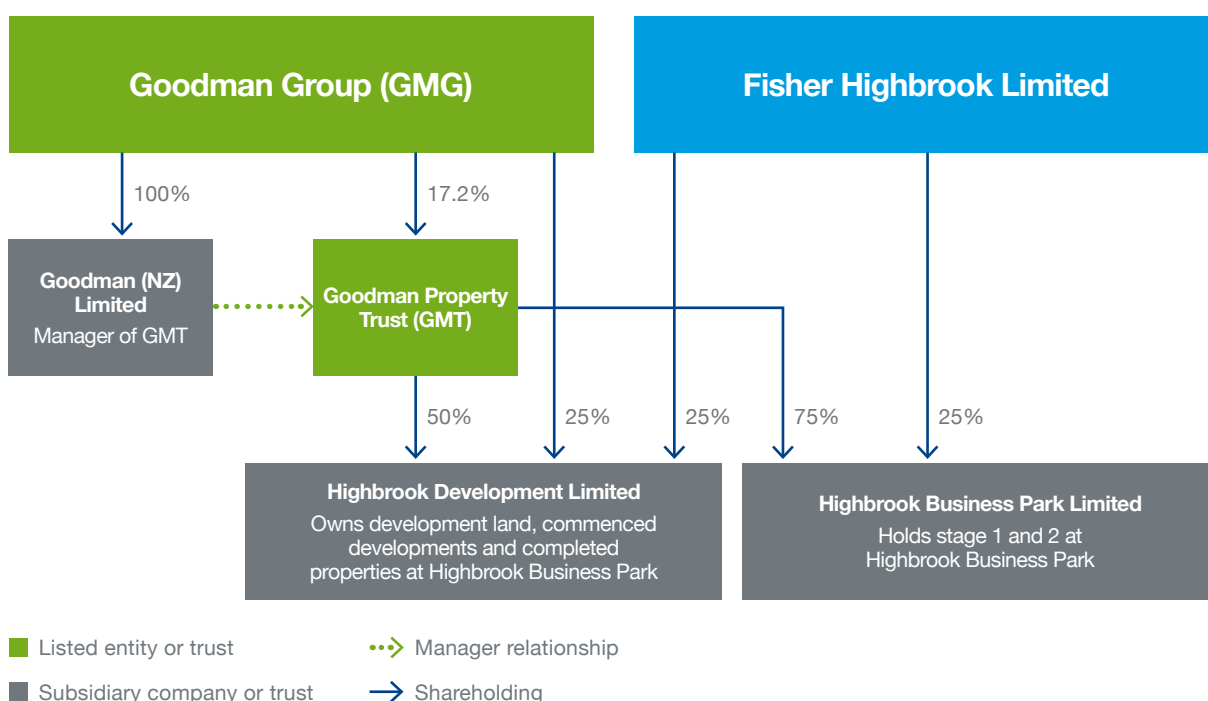 Goodman Group (GMG)
Fisher Highbrook Limited
100%
17.2%
Goodman (NZ)
Limited
Manager of GMT
Goodman Property
Trust (GMT)
50%
25%
25%
75%
25%
Highbrook Development Limited
Owns development land, commenced
developments and completed
properties at Highbrook Business Park
Highbrook Business Park Limited
Holds stage 1 and 2 at
Highbrook Business Park
Listed entity or trust
Manager relationship
Subsidiary company or trust
Shareholding